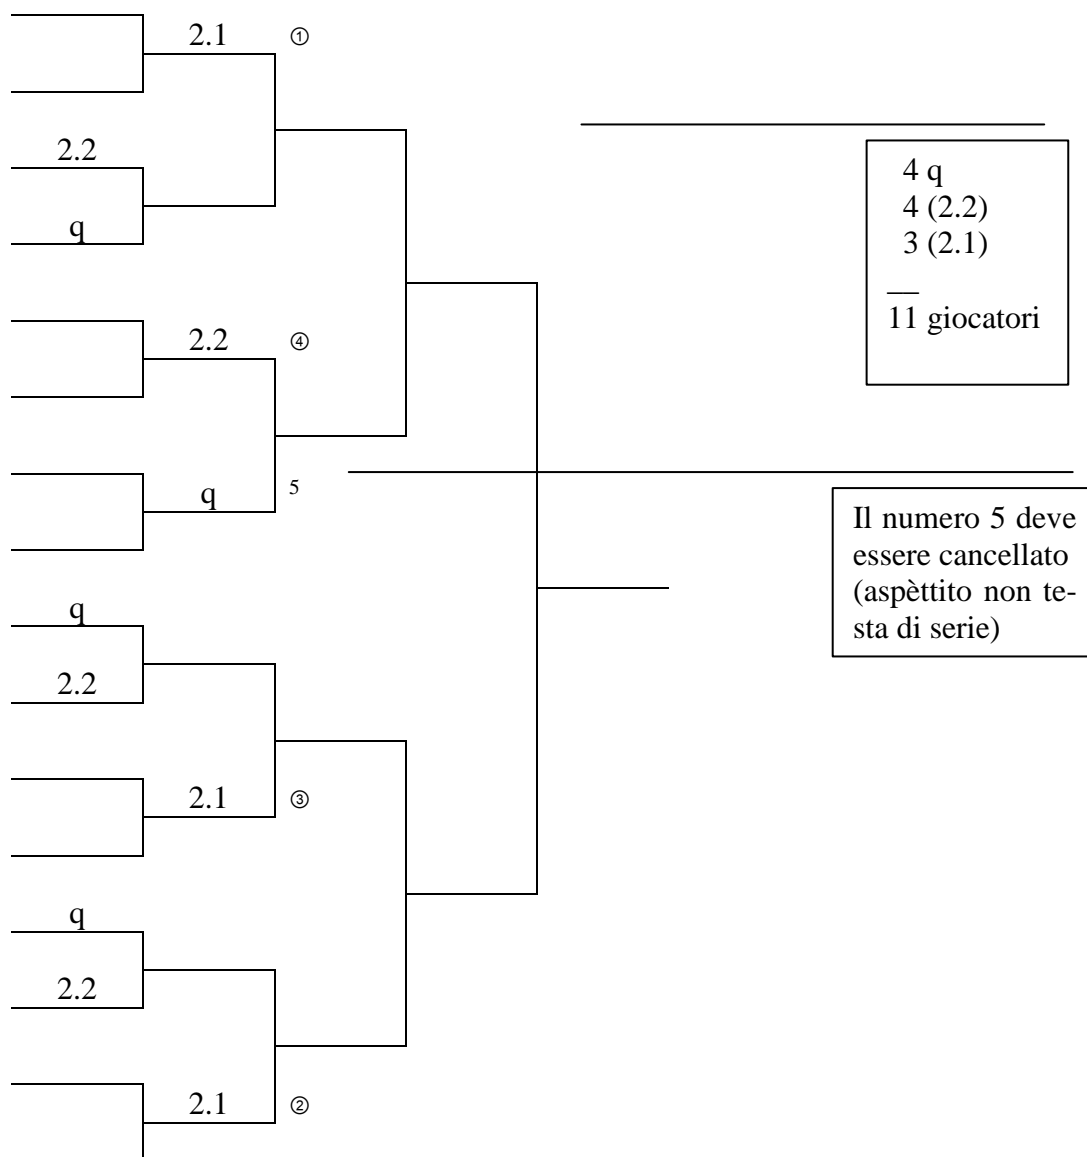 2.1 ①
2.2
q
4 q
4 (2.2)
3 (2.1)
__
11 giocatori
2.2 ④
q 5
Il numero 5 deve
essere cancellato
(aspèttito non te-
sta di serie)
q
2.2
2.1 ③
q
2.2
2.1 ②